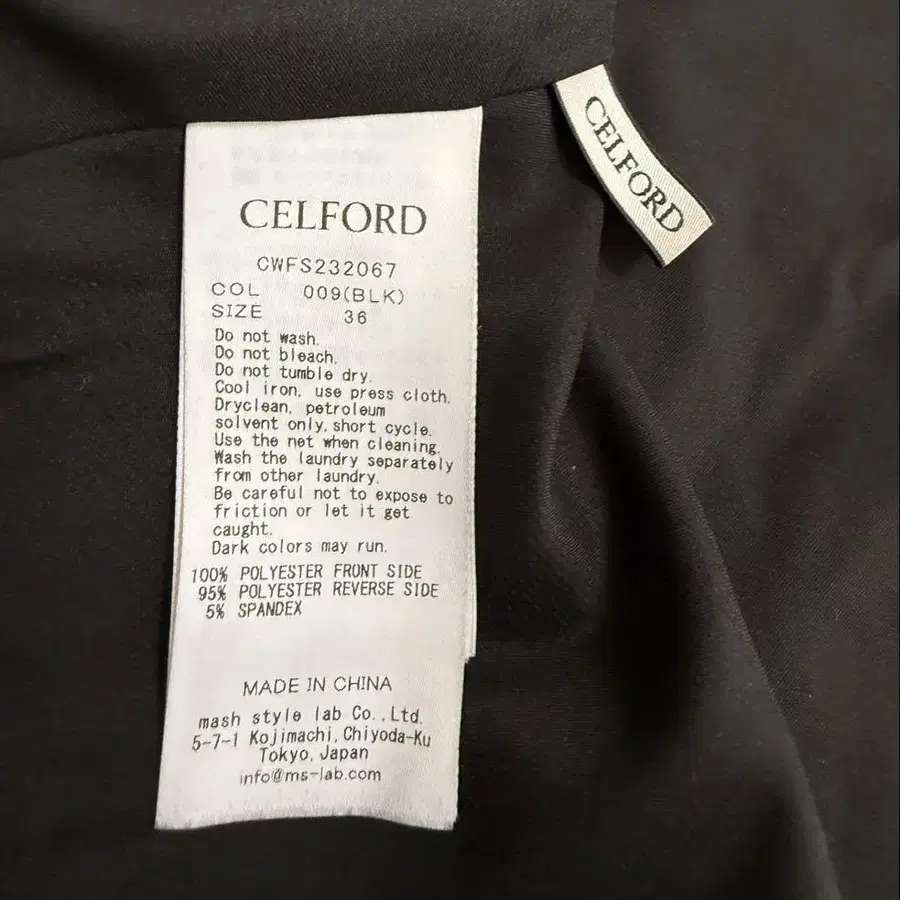 CELFORD
CWFS232067
COL 009(BLK)
SIZE 36
Do not wash.
Do not bleach.
Do not tumble dry.
Cool iron, use press cloth.
Dryclean, petroleum
solvent only, short cycle.
Use the net when cleaning.
Wash the laundry separately
from other laundry.
Be careful not to expose to
friction or let it get
caught.
Dark colors may run.
100% POLYESTER FRONT SIDE
95% POLYESTER REVERSE SIDE
5% SPANDEX
MADE IN CHINA
mash style lab Co.,Ltd.
5-7-1 Kojimachi,Chiyoda-Ku
Tokyo,Japan
info@ms-lab.com
CELFORD